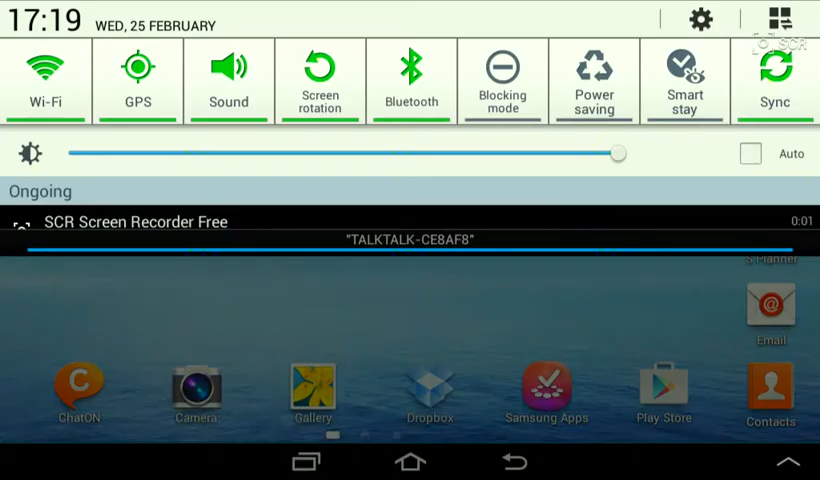 17:19 WED, 25 FEBRUARY
SCR
Wi-Fi
GPS
Sound
Screen
rotation
Bluetooth
Blocking
mode
Power
saving
Smart
stay
Sync
Auto
Ongoing
SCR Screen Recorder Free 0:01
"TALKTALK-CE8AF8"
S Planner
@
Email
C
ChatON
Camera
Gallery
Dropbox
Samsung Apps
Play Store
Contacts